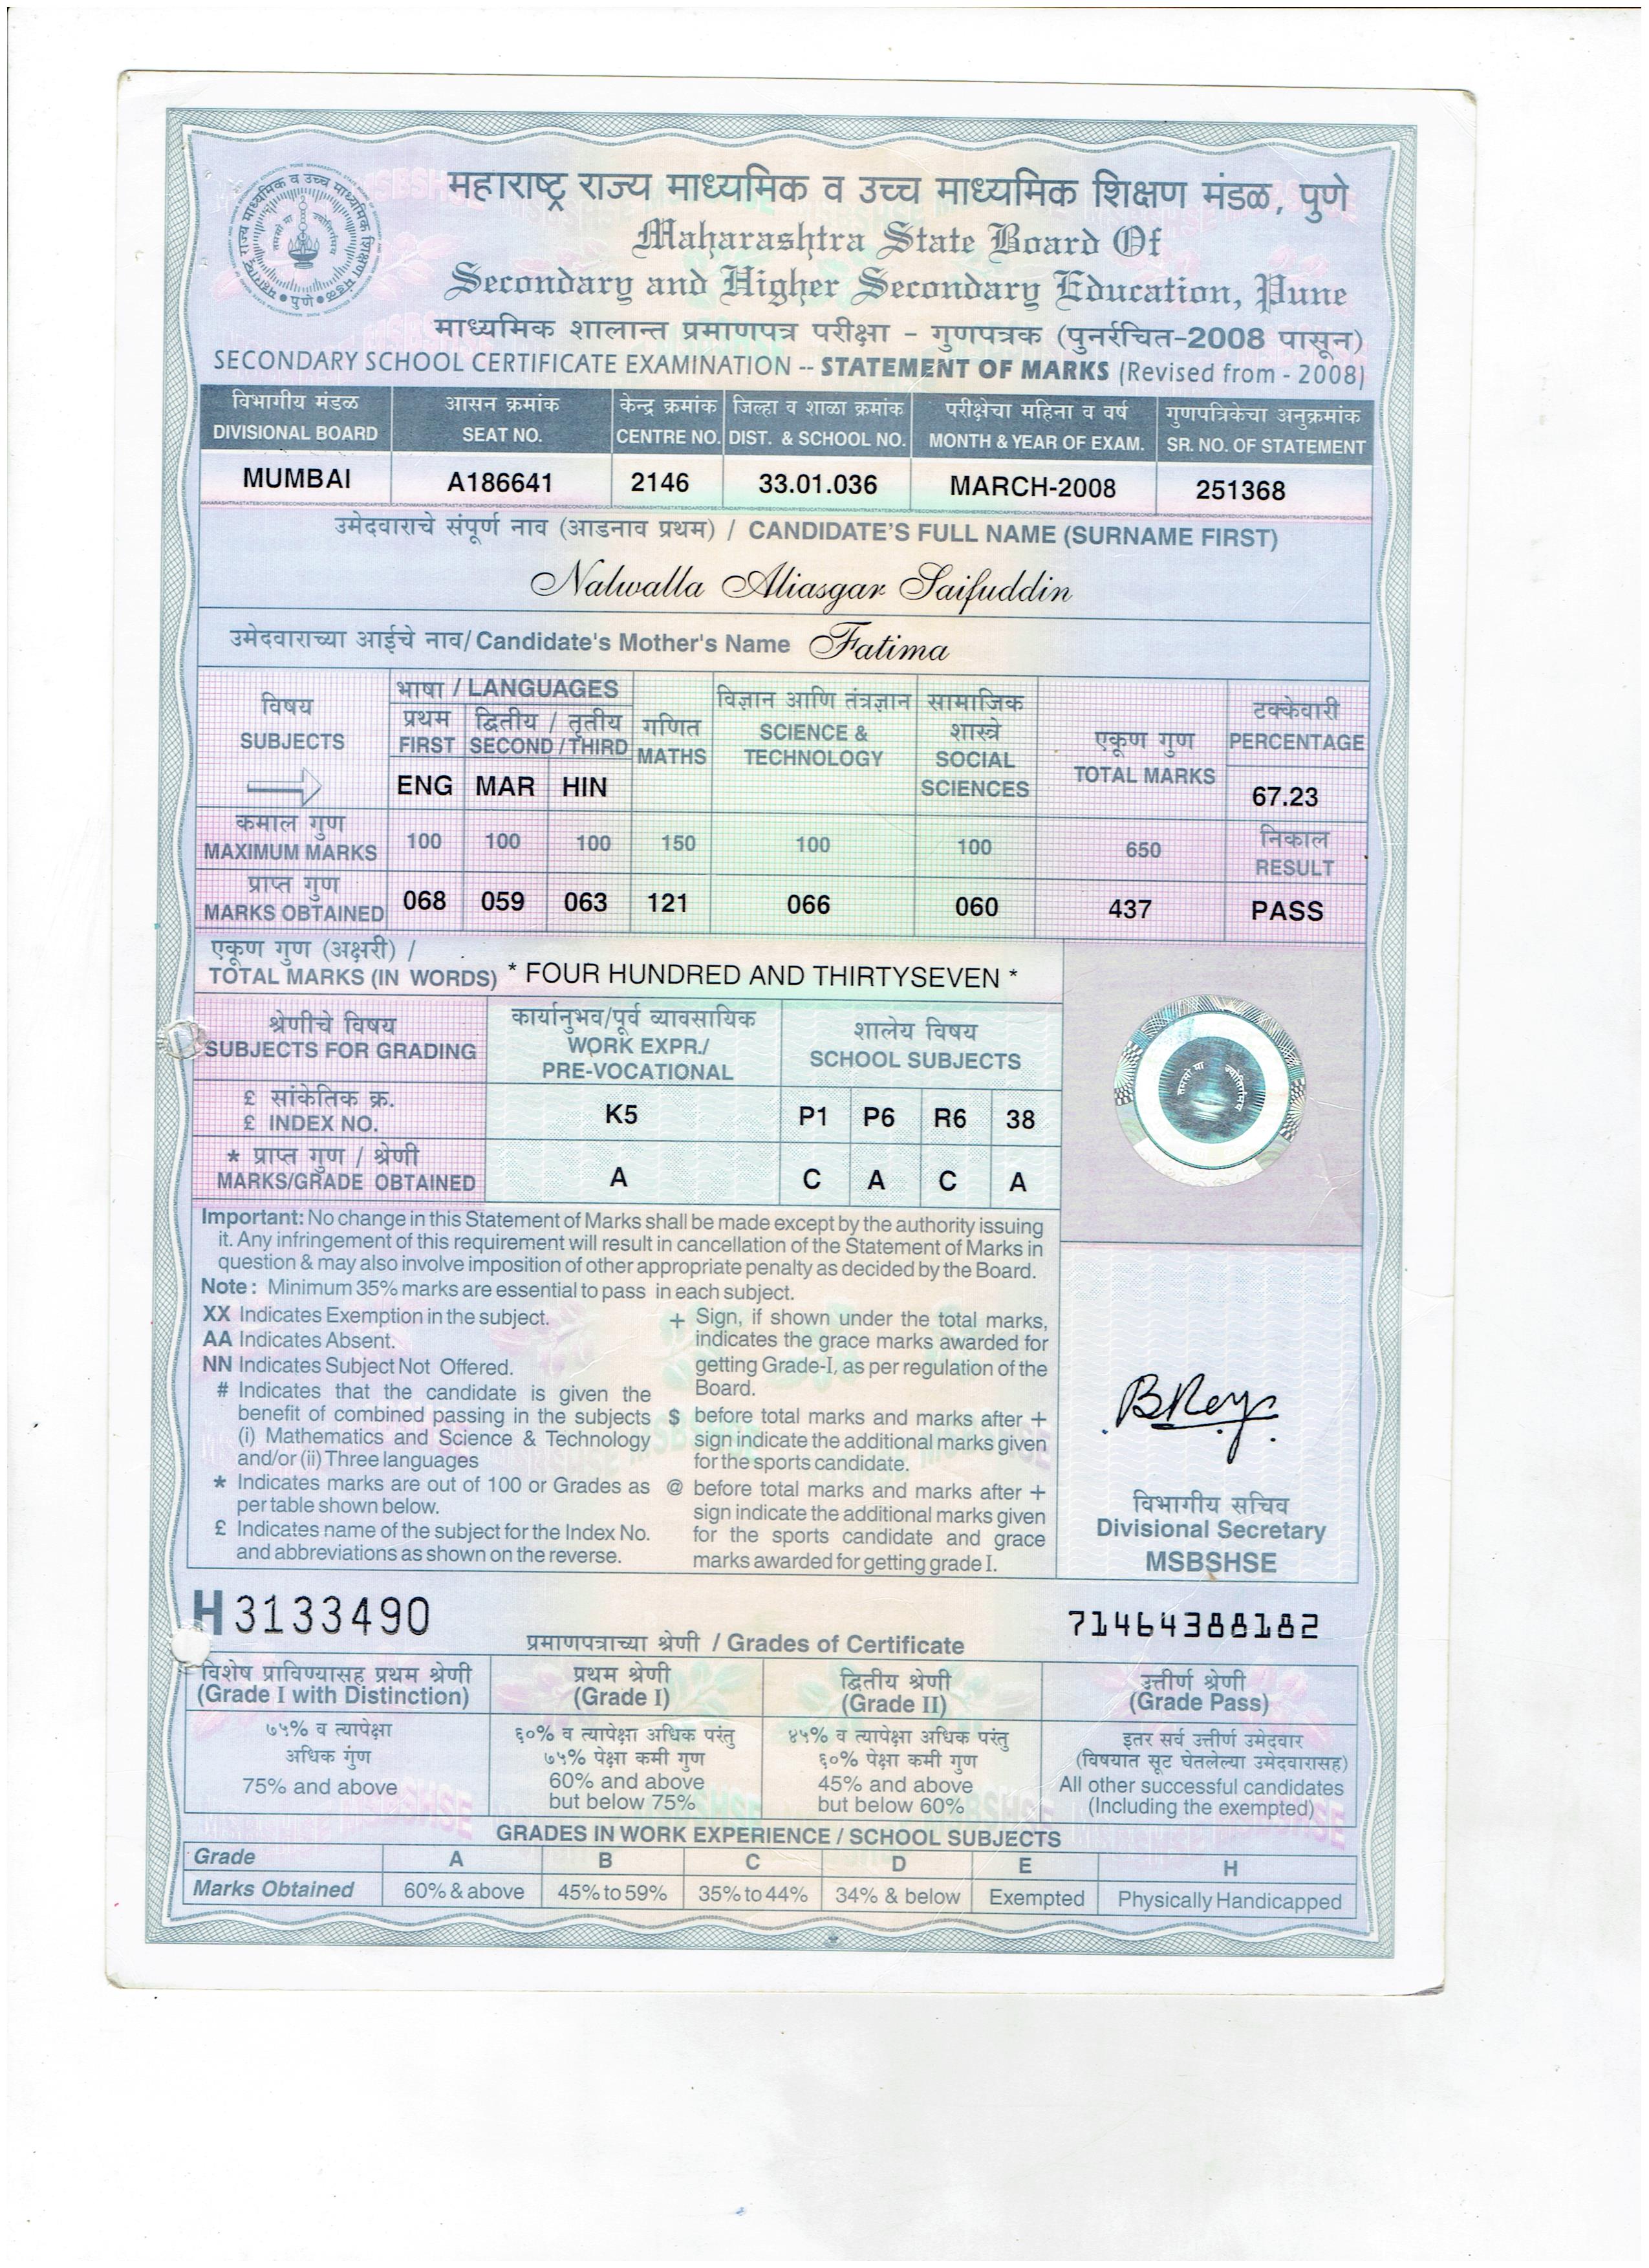 महाराष्ट्र राज्य माध्यमिक व उच्च माध्यमिक शिक्षण मंडळ, पुणे
Maharashtra State Board Of
Secondary and Higher Secondary Education, Pune
माध्यमिक शालान्त प्रमाणपत्र परीक्षा - गुणपत्रक (पुनर्रचित-2008 पासून)
SECONDARY SCHOOL CERTIFICATE EXAMINATION -- STATEMENT OF MARKS (Revised from - 2008)
विभागीय मंडळ आसन क्रमांक केन्द्र क्रमांक जिल्हा व शाळा क्रमांक परीक्षेचा महिना व वर्ष गुणपत्रिकेचा अनुक्रमांक
DIVISIONAL BOARD SEAT NO. CENTRE NO. DIST. & SCHOOL NO. MONTH & YEAR OF EXAM. SR. NO. OF STATEMENT
MUMBAI A186641 2146 33.01.036 MARCH-2008 251368
उमेदवाराचे संपूर्ण नाव (आडनाव प्रथम) / CANDIDATE'S FULL NAME (SURNAME FIRST)
Nalwalla Aliasgar Saifuddin
उमेदवाराच्या आईचे नाव/ Candidate's Mother's Name Fatima
विषय भाषा / LANGUAGES गणित विज्ञान आणि तंत्रज्ञान सामाजिक शास्त्रे एकूण गुण टक्केवारी
SUBJECTS प्रथम द्वितीय / तृतीय MATHS SCIENCE & TECHNOLOGY SOCIAL SCIENCES TOTAL MARKS PERCENTAGE
FIRST SECOND / THIRD
ENG MAR HIN 67.23
कमाल गुण निकाल
MAXIMUM MARKS 100 100 100 150 100 100 650 RESULT
प्राप्त गुण
MARKS OBTAINED 068 059 063 121 066 060 437 PASS
एकूण गुण (अक्षरी) /
TOTAL MARKS (IN WORDS) * FOUR HUNDRED AND THIRTYSEVEN *
श्रेणीचे विषय कार्यानुभव/पूर्व व्यावसायिक शालेय विषय
SUBJECTS FOR GRADING WORK EXPR./ SCHOOL SUBJECTS
PRE-VOCATIONAL
£ सांकेतिक क्र.
£ INDEX NO. K5 P1 P6 R6 38
* प्राप्त गुण / श्रेणी
MARKS/GRADE OBTAINED A C A C A
Important: No change in this Statement of Marks shall be made except by the authority issuing
it. Any infringement of this requirement will result in cancellation of the Statement of Marks in
question & may also involve imposition of other appropriate penalty as decided by the Board.
Note : Minimum 35% marks are essential to pass in each subject.
XX Indicates Exemption in the subject.
AA Indicates Absent.
NN Indicates Subject Not Offered.
# Indicates that the candidate is given the
benefit of combined passing in the subjects
(i) Mathematics and Science & Technology
and/or (ii) Three languages
* Indicates marks are out of 100 or Grades as
per table shown below.
£ Indicates name of the subject for the Index No.
and abbreviations as shown on the reverse.
+ Sign, if shown under the total marks,
indicates the grace marks awarded for
getting Grade-I, as per regulation of the
Board.
$ before total marks and marks after +
sign indicate the additional marks given
for the sports candidate.
@ before total marks and marks after +
sign indicate the additional marks given
for the sports candidate and grace
marks awarded for getting grade I.
विभागीय सचिव
Divisional Secretary
MSBSHSE
H 3133490 71464388182
प्रमाणपत्राच्या श्रेणी / Grades of Certificate
विशेष प्राविण्यासह प्रथम श्रेणी प्रथम श्रेणी द्वितीय श्रेणी उत्तीर्ण श्रेणी
(Grade I with Distinction) (Grade I) (Grade II) (Grade Pass)
७५% व त्यापेक्षा ६०% व त्यापेक्षा अधिक परंतु ४५% व त्यापेक्षा अधिक परंतु इतर सर्व उत्तीर्ण उमेदवार
अधिक गुंण ७५% पेक्षा कमी गुण ६०% पेक्षा कमी गुण (विषयात सूट घेतलेल्या उमेदवारासह)
75% and above 60% and above 45% and above All other successful candidates
but below 75% but below 60% (Including the exempted)
GRADES IN WORK EXPERIENCE / SCHOOL SUBJECTS
Grade A B C D E H
Marks Obtained 60% & above 45% to 59% 35% to 44% 34% & below Exempted Physically Handicapped